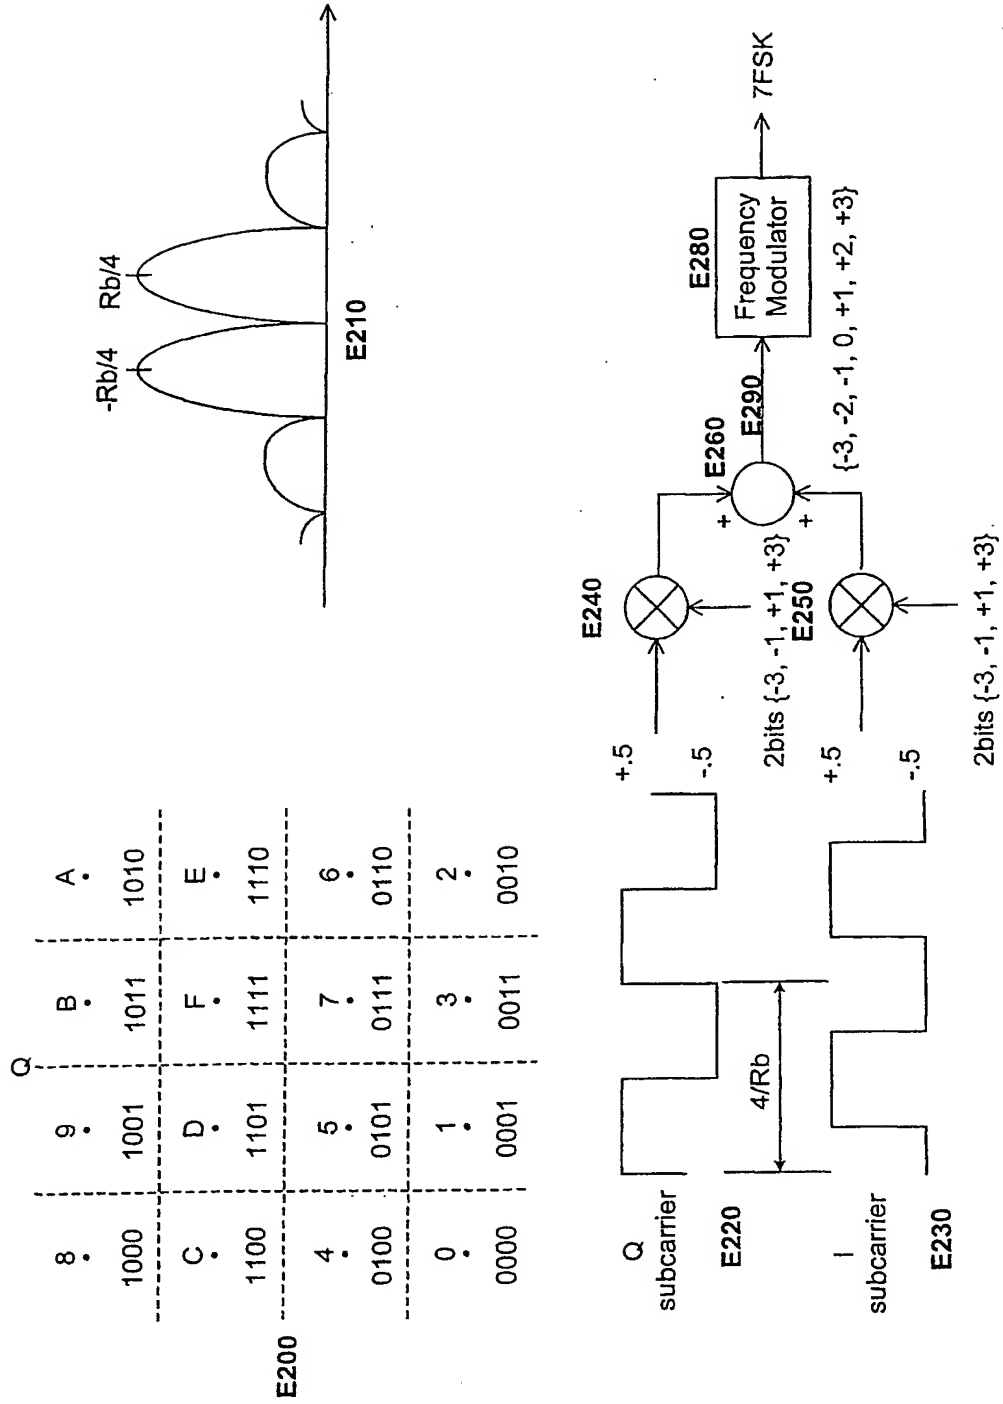 Q
8 9 B A
1000 1001 1011 1010
C D F E
1100 1101 1111 1110
4 5 7 6
0100 0101 0111 0110
0 1 3 2
0000 0001 0011 0010
E200
-Rb/4 Rb/4
E210
Q
subcarrier
E220
+.5
-.5
4/Rb
I
subcarrier
E230
+.5
-.5
E240
2bits {-3, -1, +1, +3}
E250
2bits {-3, -1, +1, +3}
+
+
E260
E290
E280
Frequency
Modulator
7FSK
{-3, -2, -1, 0, +1, +2, +3}